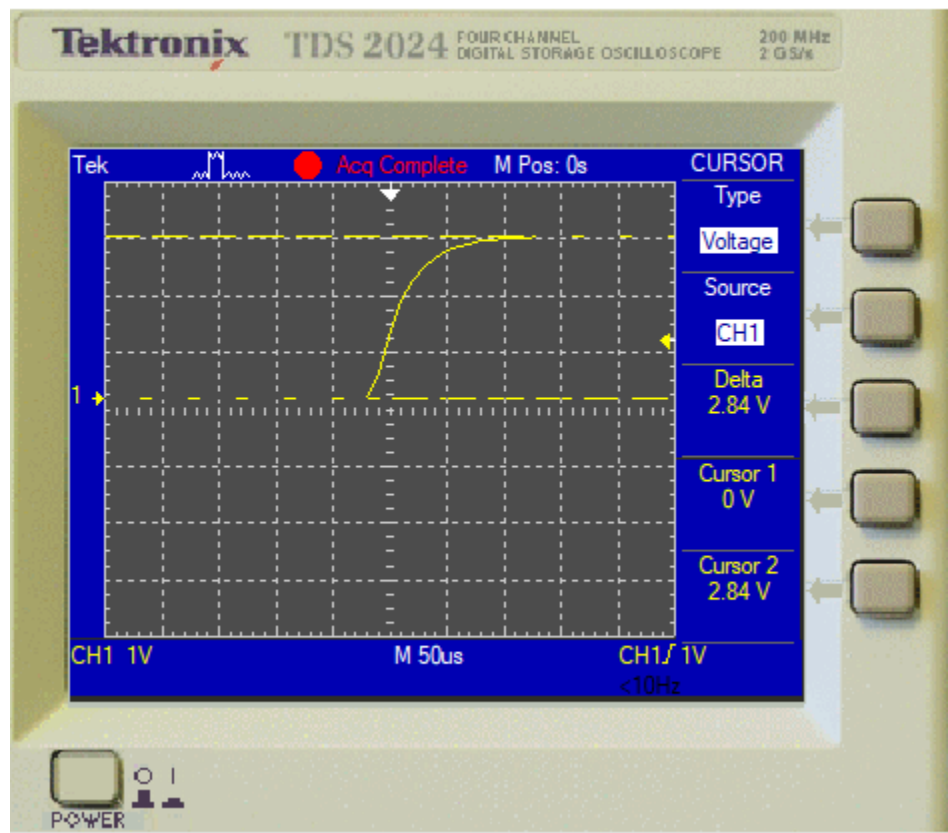 Tektronix TDS 2024 FOUR CHANNEL 200 MHz
DIGITAL STORAGE OSCILLOSCOPE 2 GS/s
Tek Acq Complete M Pos: 0s CURSOR
Type
Voltage
Source
CH1
Delta
1 2.84 V
Cursor 1
0 V
Cursor 2
2.84 V
CH1 1V M 50us CH1 1V
<10Hz
POWER